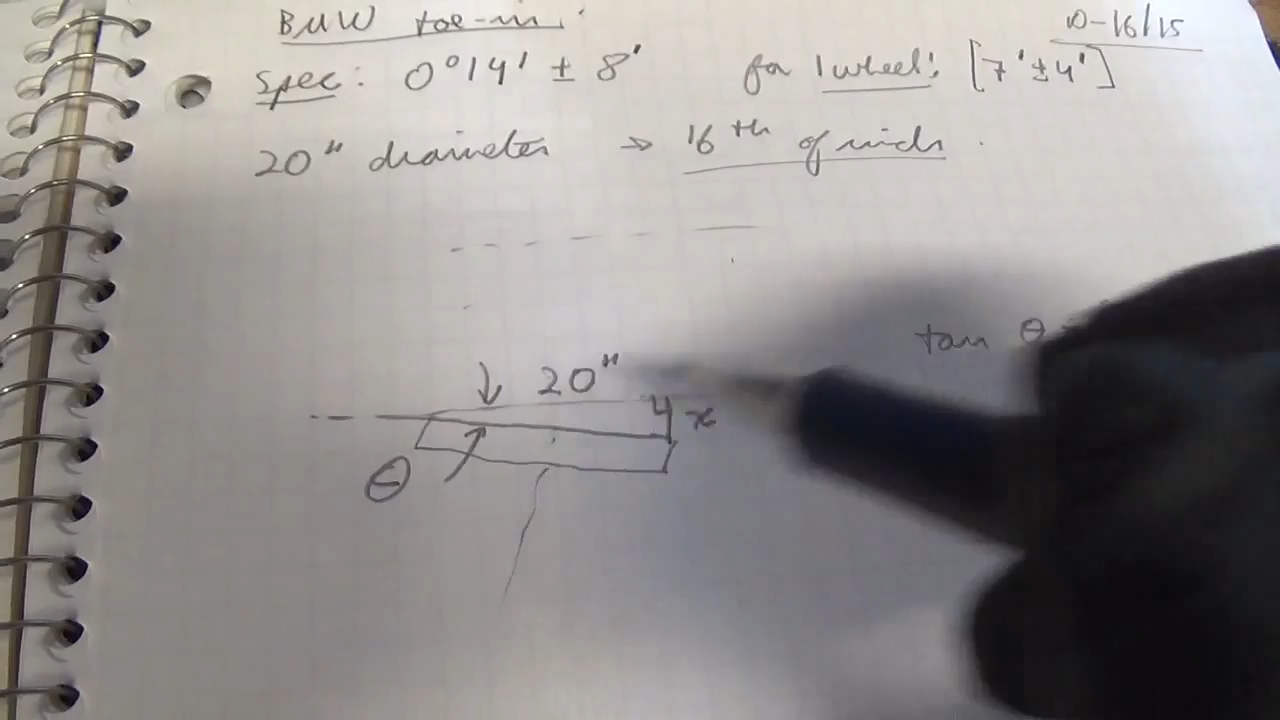 BMW toe-in.
10-16/15
Spec: 0°14' ± 8' for 1 wheel: [7' ± 4']
20" diameter → 16th of inch.
tan θ =
20"
x
θ